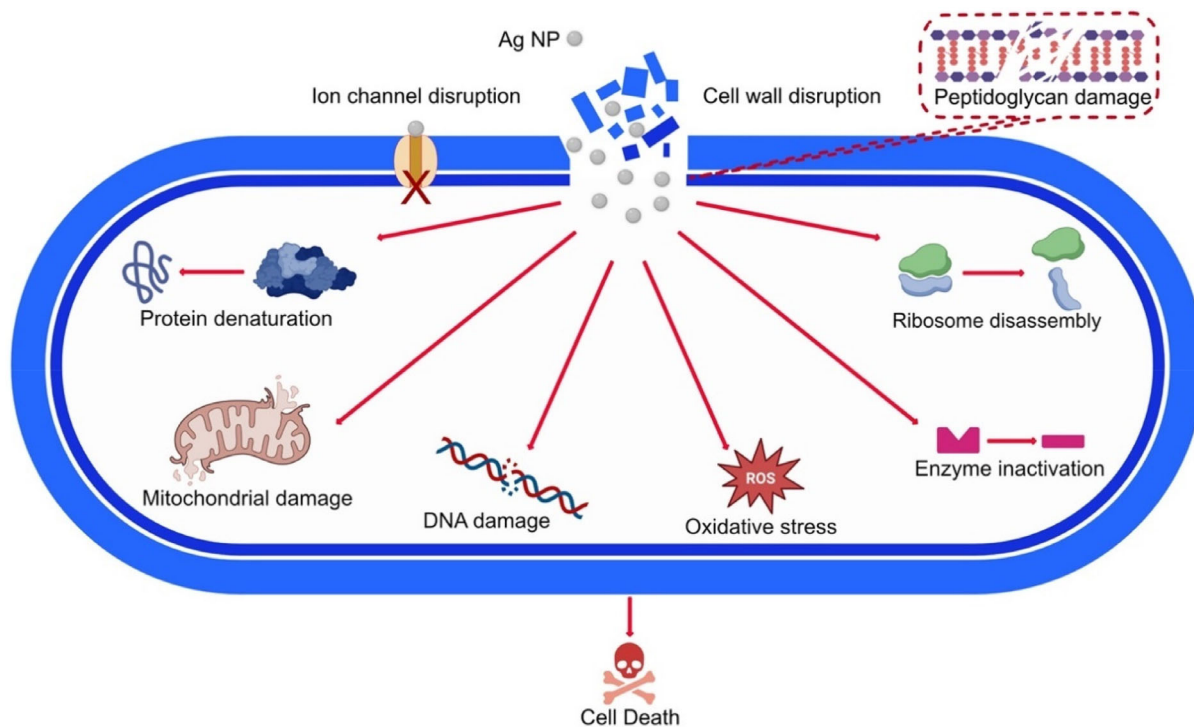 Ag NP
Ion channel disruption
Cell wall disruption
Peptidoglycan damage
Protein denaturation
Ribosome disassembly
Mitochondrial damage
DNA damage
ROS
Oxidative stress
Enzyme inactivation
Cell Death